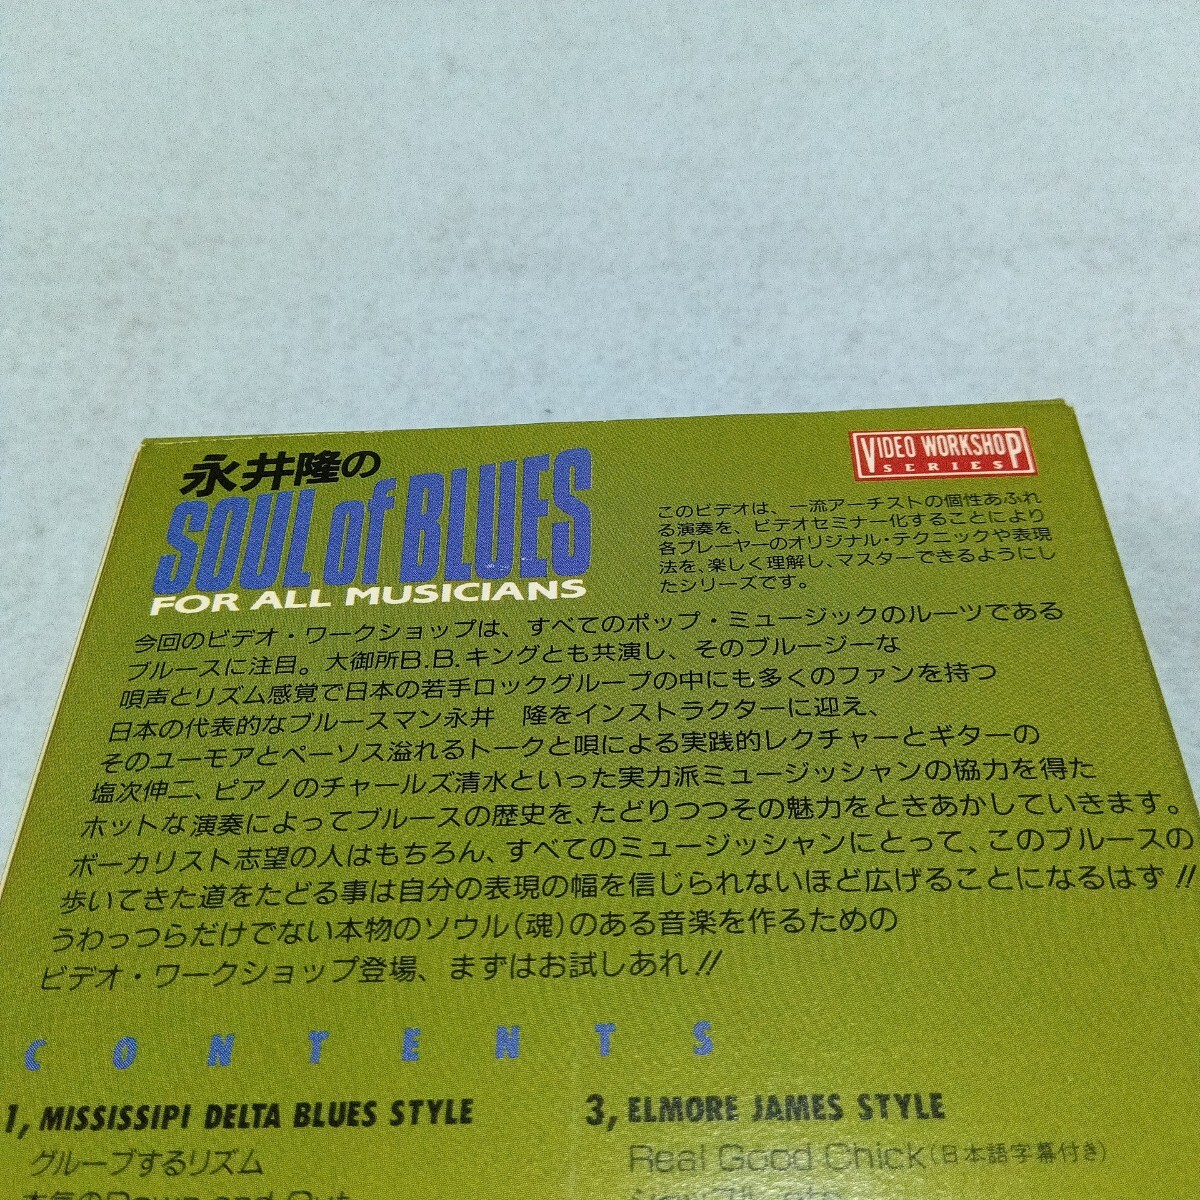 永井隆の
SOUL of BLUES
FOR ALL MUSICIANS
VIDEO WORKSHOP
SERIES
このビデオは、一流アーチストの個性あふれ
る演奏を、ビデオセミナー化することにより
各プレーヤーのオリジナル・テクニックや表現
法を、楽しく理解し、マスターできるようにし
たシリーズです。
今回のビデオ・ワークショップは、すべてのポップ・ミュージックのルーツである
ブルースに注目。大御所B.B.キングとも共演し、そのブルージーな
唄声とリズム感覚で日本の若手ロックグループの中にも多くのファンを持つ
日本の代表的なブルースマン永井 隆をインストラクターに迎え、
そのユーモアとペーソス溢れるトークと唄による実践的レクチャーとギターの
塩次伸二、ピアノのチャールズ清水といった実力派ミュージッシャンの協力を得た
ホットな演奏によってブルースの歴史を、たどりつつその魅力をときあかしていきます。
ボーカリスト志望の人はもちろん、すべてのミュージッシャンにとって、このブルースの
歩いてきた道をたどる事は自分の表現の幅を信じられないほど広げることになるはず!!
うわっつらだけでない本物のソウル(魂)のある音楽を作るための
ビデオ・ワークショップ登場、まずはお試しあれ!!
CONTENTS
1, MISSISSIPI DELTA BLUES STYLE
グルーブするリズム
本気のDown and Out
3, ELMORE JAMES STYLE
Real Good Chick(日本語字幕付き)